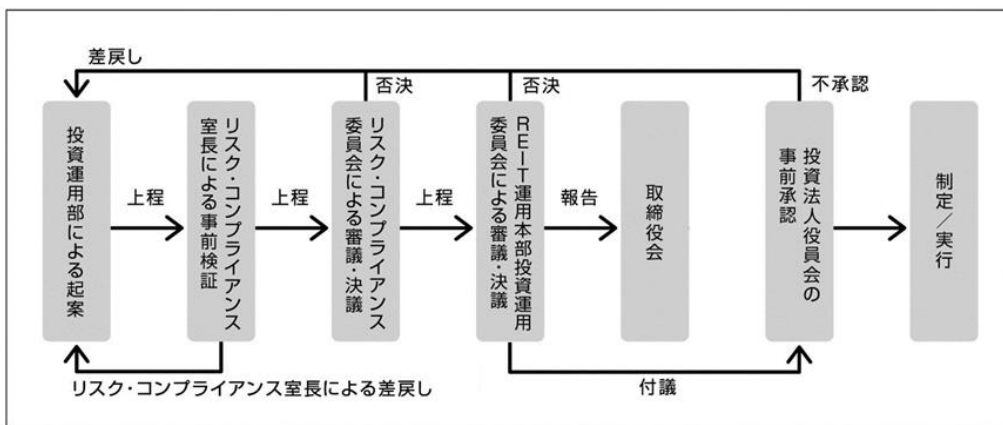 差戻し
否決
否決
不承認
投資運用部による起案
上程
リスク・コンプライアンス
室長による事前検証
上程
リスク・コンプライアンス
委員会による審議・決議
上程
REIT運用本部投資運用
委員会による審議・決議
報告
取締役会
投資法人役員会の
事前承認
制定／実行
リスク・コンプライアンス室長による差戻し
付議